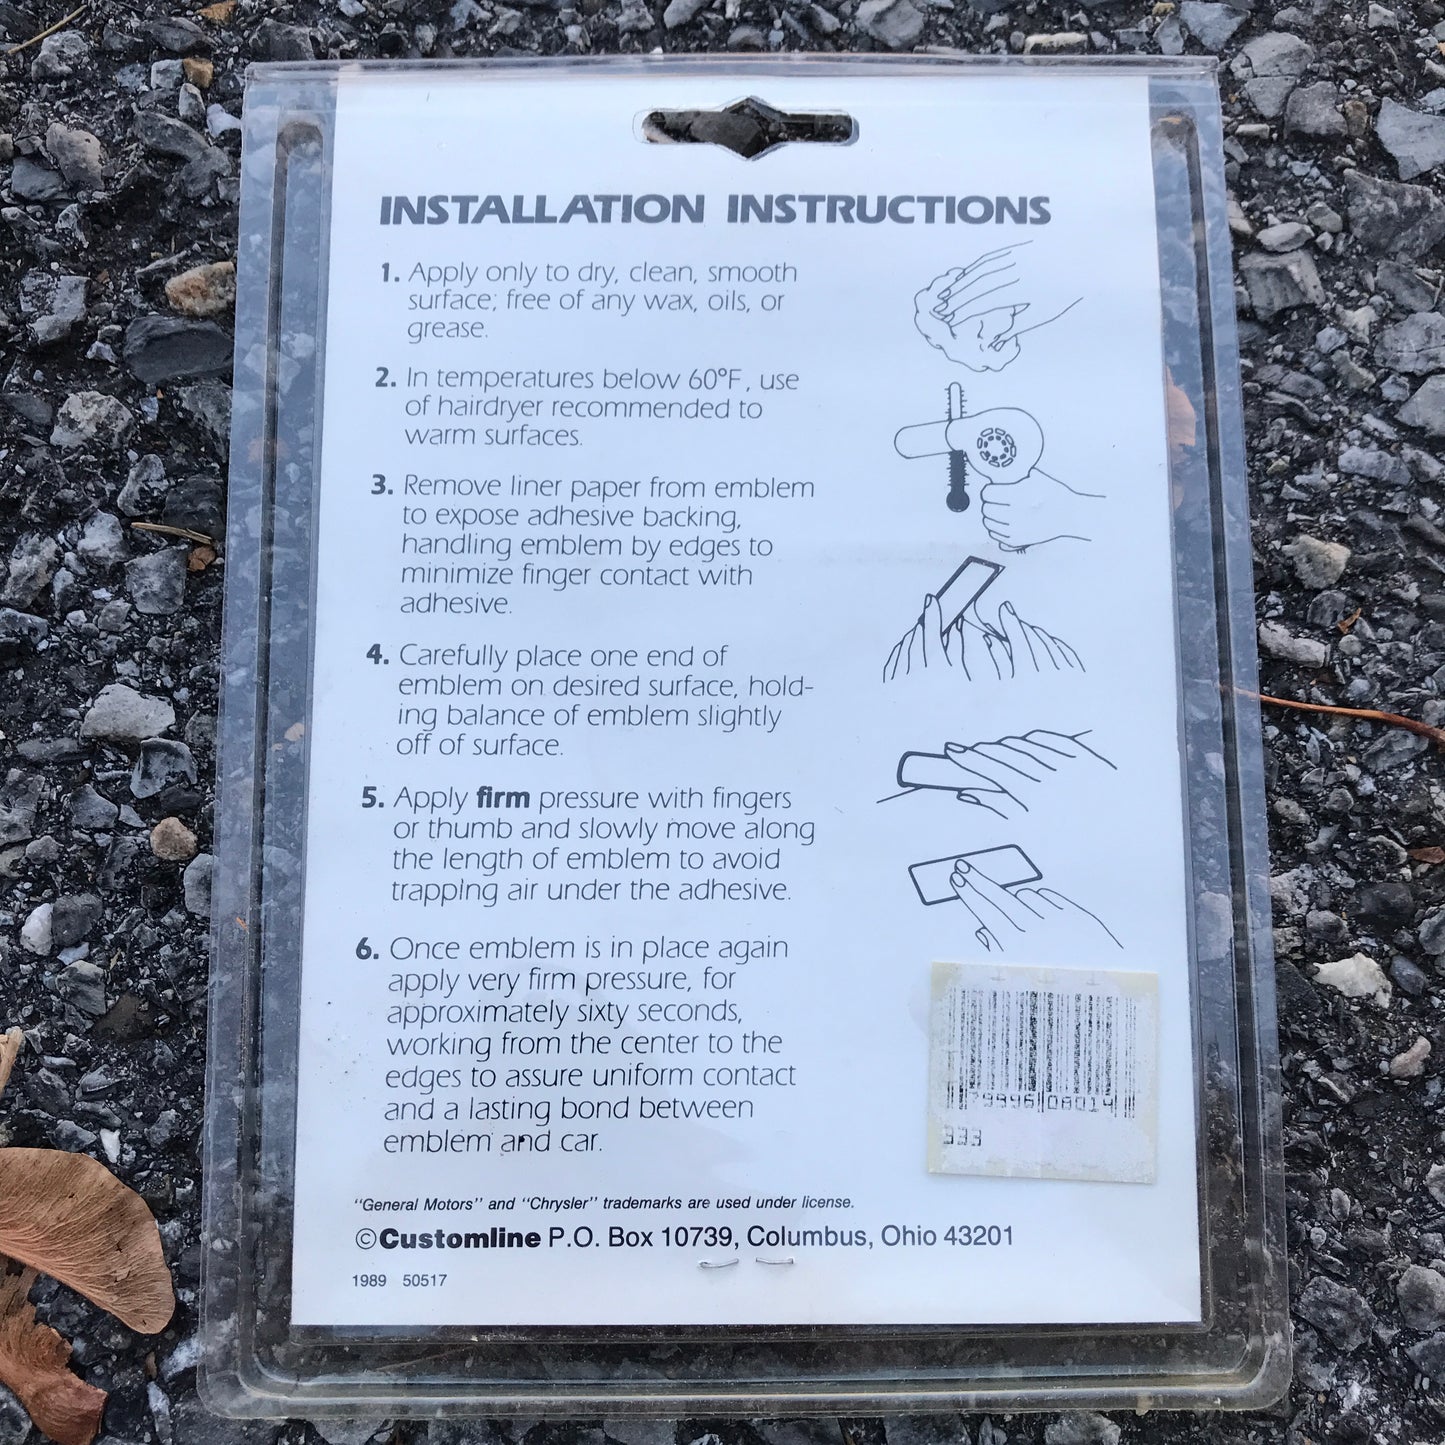 INSTALLATION INSTRUCTIONS
1. Apply only to dry, clean, smooth
surface; free of any wax, oils, or
grease.
2. In temperatures below 60°F, use
of hairdryer recommended to
warm surfaces.
3. Remove liner paper from emblem
to expose adhesive backing,
handling emblem by edges to
minimize finger contact with
adhesive.
4. Carefully place one end of
emblem on desired surface, hold-
ing balance of emblem slightly
off of surface.
5. Apply firm pressure with fingers
or thumb and slowly move along
the length of emblem to avoid
trapping air under the adhesive.
6. Once emblem is in place again
apply very firm pressure, for
approximately sixty seconds,
working from the center to the
edges to assure uniform contact
and a lasting bond between
emblem and car.
79996 08014
333
"General Motors" and "Chrysler" trademarks are used under license.
©Customline P.O. Box 10739, Columbus, Ohio 43201
1989 50517